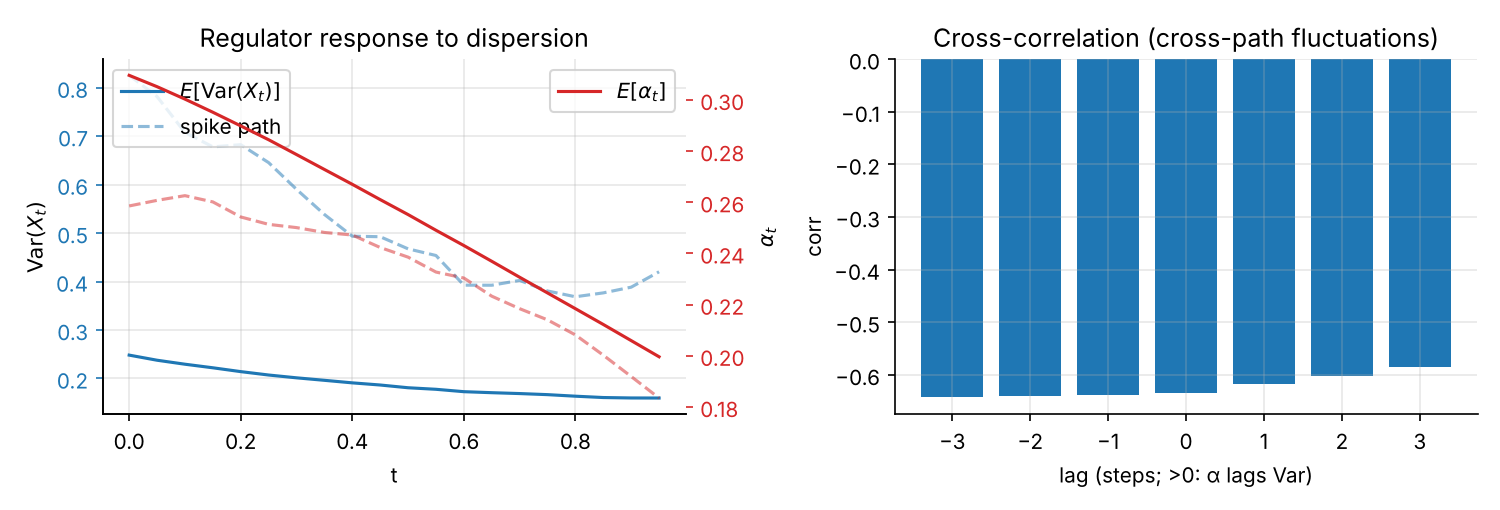 Regulator response to dispersion
E[Var(Xₜ)]
spike path
E[αₜ]
0.8
0.7
0.6
0.5
0.4
0.3
0.2
Var(Xₜ)
0.30
0.28
0.26
0.24
0.22
0.20
0.18
αₜ
0.0 0.2 0.4 0.6 0.8
t
Cross-correlation (cross-path fluctuations)
0.0
−0.1
−0.2
−0.3
−0.4
−0.5
−0.6
corr
−3 −2 −1 0 1 2 3
lag (steps; >0: α lags Var)